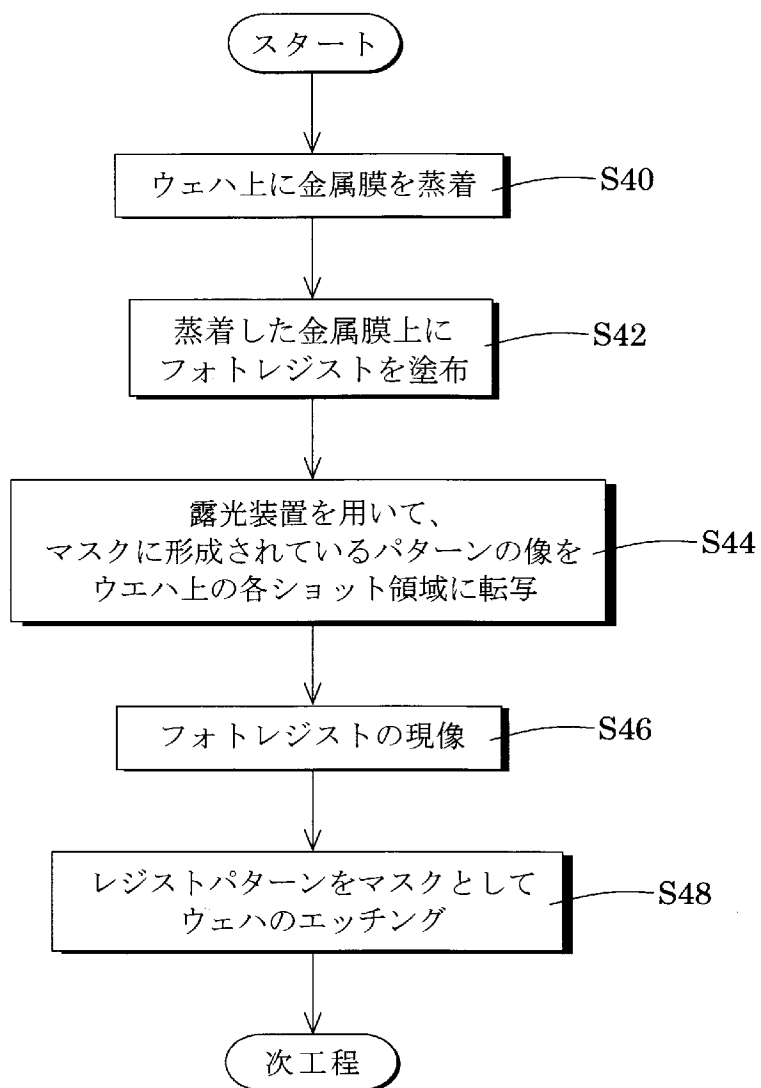 スタート
ウェハ上に金属膜を蒸着
S40
蒸着した金属膜上に
フォトレジストを塗布
S42
露光装置を用いて、
マスクに形成されているパターンの像を
ウエハ上の各ショット領域に転写
S44
フォトレジストの現像
S46
レジストパターンをマスクとして
ウェハのエッチング
S48
次工程